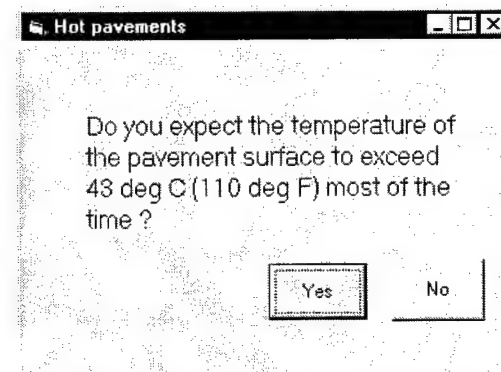 Hot pavements
Do you expect the temperature of
the pavement surface to exceed
43 deg C (110 deg F) most of the
time ?
Yes No